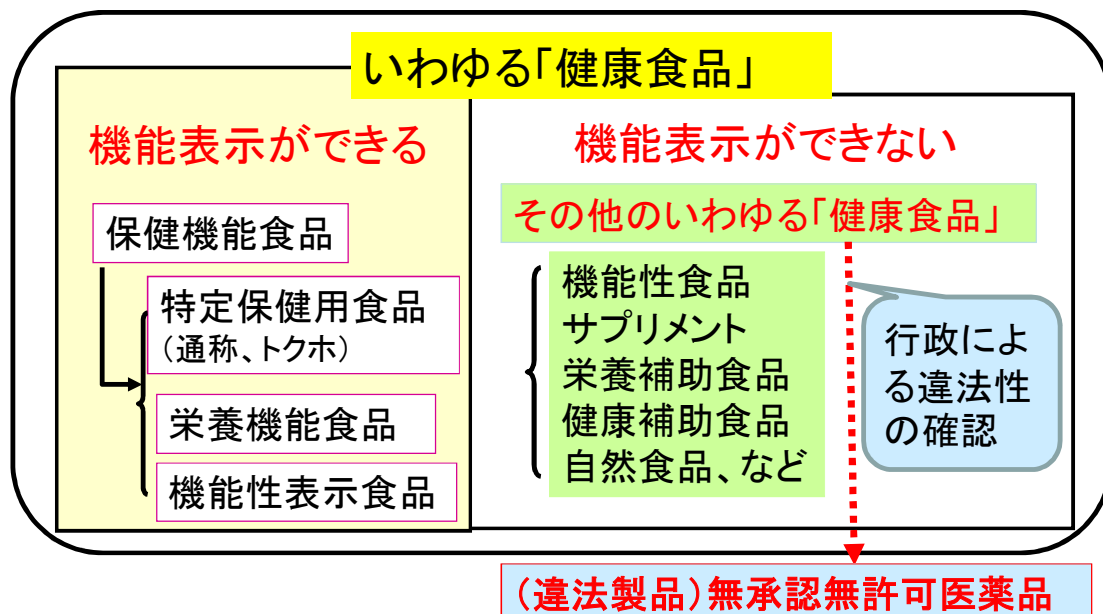 いわゆる「健康食品」
機能表示ができる
保健機能食品
特定保健用食品
（通称、トクホ）
栄養機能食品
機能性表示食品
機能表示ができない
その他のいわゆる「健康食品」
機能性食品
サプリメント
栄養補助食品
健康補助食品
自然食品、など
行政によ
る違法性
の確認
（違法製品）無承認無許可医薬品